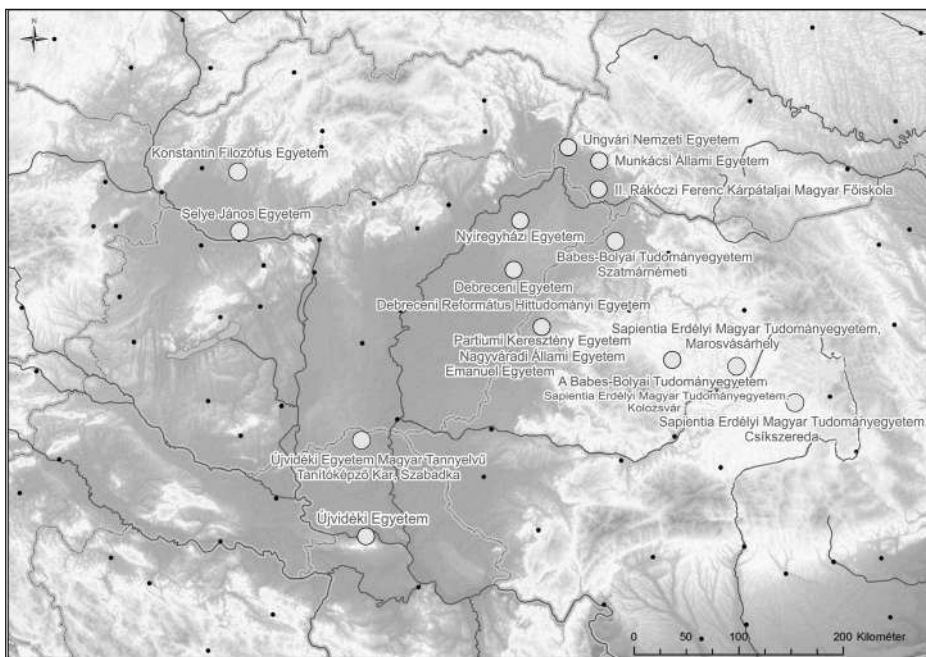 N
Ungvári Nemzeti Egyetem
Konstantin Filozófus Egyetem
Munkácsi Állami Egyetem
II. Rákóczi Ferenc Kárpátaljai Magyar Főiskola
Selye János Egyetem
Nyíregyházi Egyetem
Babes-Bolyai Tudományegyetem
Szatmárnémeti
Debreceni Egyetem
Debreceni Református Hittudományi Egyetem
Partiumi Keresztény Egyetem
Nagyváradi Állami Egyetem
Emanuel Egyetem
Sapientia Erdélyi Magyar Tudományegyetem,
Marosvásárhely
A Babes-Bolyai Tudományegyetem
Sapientia Erdélyi Magyar Tudományegyetem,
Kolozsvár
Sapientia Erdélyi Magyar Tudományegyetem,
Csíkszereda
Újvidéki Egyetem Magyar Tannyelvű
Tanítóképző Kar, Szabadka
Újvidéki Egyetem
0 50 100 200 Kilométer